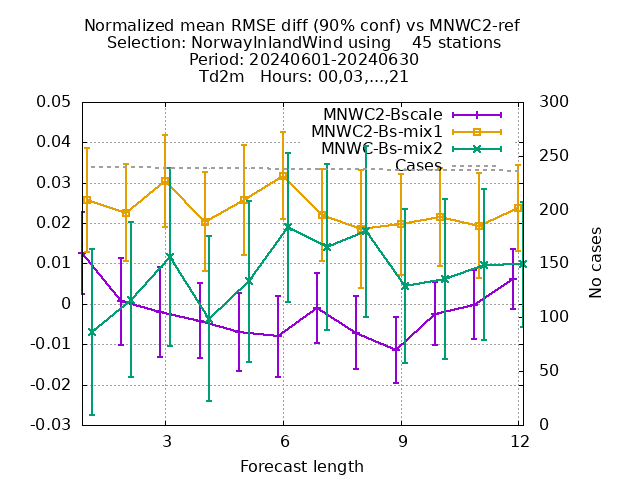 Normalized mean RMSE diff (90% conf) vs MNWC2-ref
Selection: NorwayInlandWind using    45 stations
Period: 20240601-20240630
Td2m   Hours: 00,03,...,21
MNWC2-Bscale
MNWC2-Bs-mix1
MNWC-Bs-mix2
Cases
0.05
0.04
0.03
0.02
0.01
0
-0.01
-0.02
-0.03
300
250
200
150
100
50
0
No cases
3 6 9 12
Forecast length